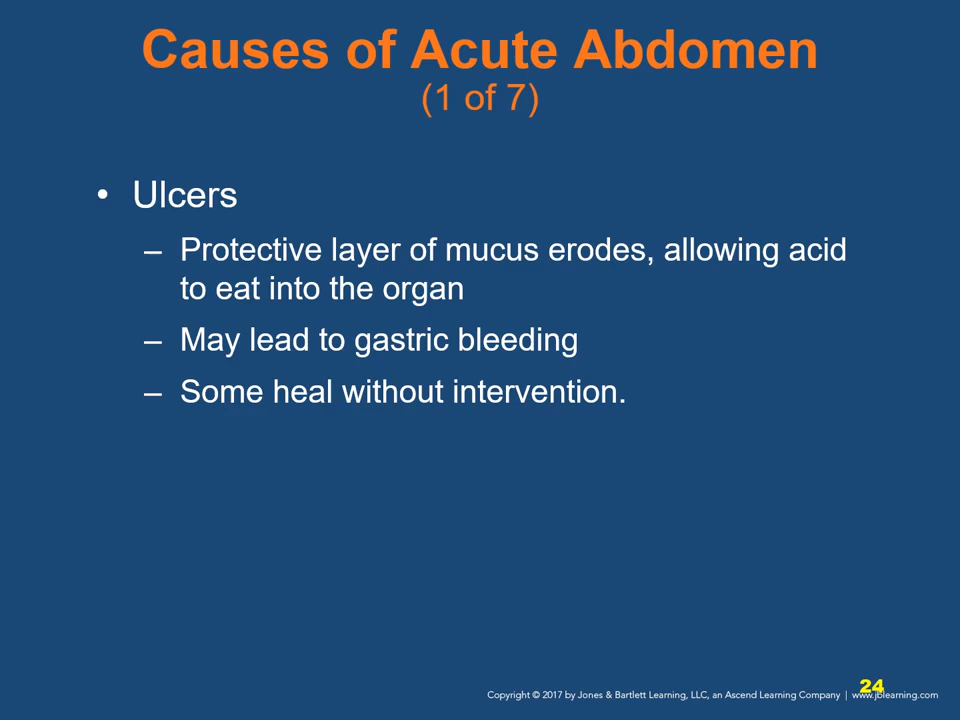 Causes of Acute Abdomen
(1 of 7)
• Ulcers
– Protective layer of mucus erodes, allowing acid
to eat into the organ
– May lead to gastric bleeding
– Some heal without intervention.
24
Copyright © 2017 by Jones & Bartlett Learning, LLC, an Ascend Learning Company | www.jblearning.com